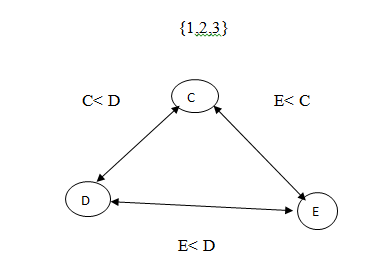 {1,2,3}
C< D
C
E< C
D
E
E< D